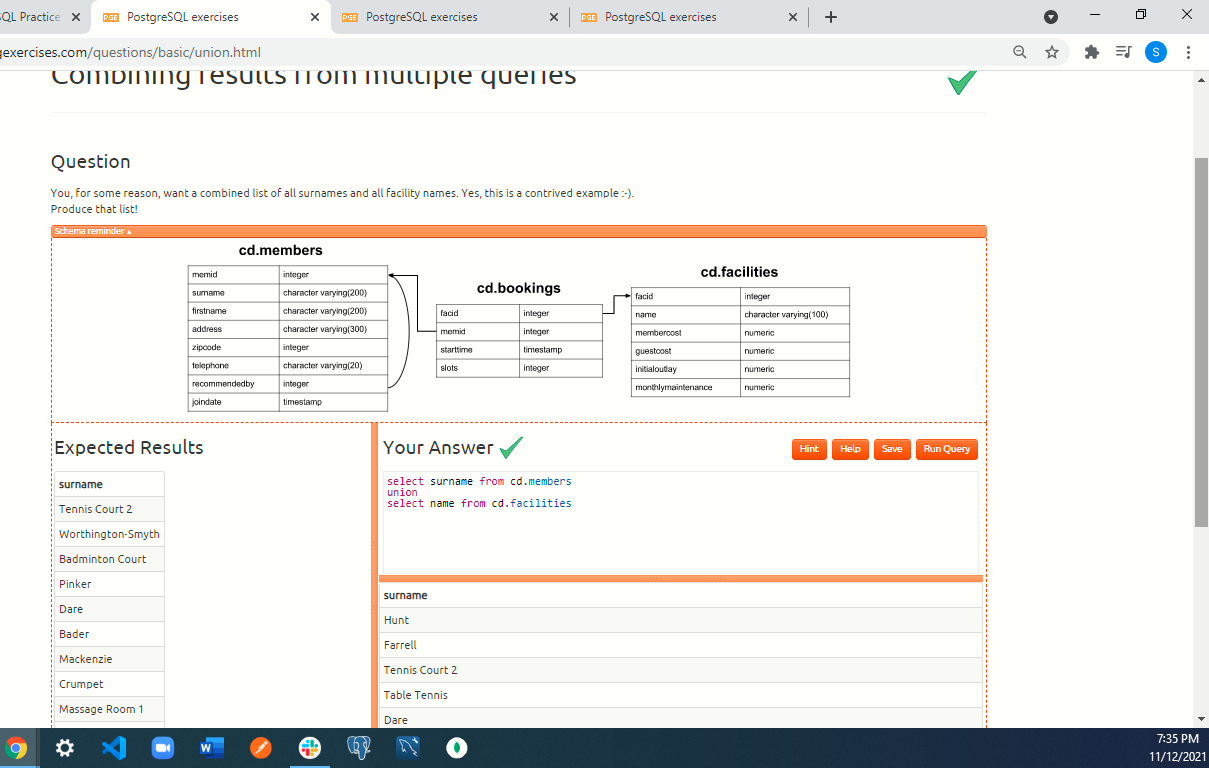 QL Practice
PGE PostgreSQL exercises
PGE PostgreSQL exercises
PGE PostgreSQL exercises
gexercises.com/questions/basic/union.html
S
Combining results from multiple queries
Question
You, for some reason, want a combined list of all surnames and all facility names. Yes, this is a contrived example :-).
Produce that list!
Schema reminder
cd.members
memid integer
surname character varying(200)
firstname character varying(200)
address character varying(300)
zipcode integer
telephone character varying(20)
recommendedby integer
joindate timestamp
cd.bookings
facid integer
memid integer
starttime timestamp
slots integer
cd.facilities
facid integer
name character varying(100)
membercost numeric
guestcost numeric
initialoutlay numeric
monthlymaintenance numeric
Expected Results
surname
Tennis Court 2
Worthington-Smyth
Badminton Court
Pinker
Dare
Bader
Mackenzie
Crumpet
Massage Room 1
Your Answer
Hint Help Save Run Query
select surname from cd.members
union
select name from cd.facilities
surname
Hunt
Farrell
Tennis Court 2
Table Tennis
Dare
7:35 PM
11/12/2021